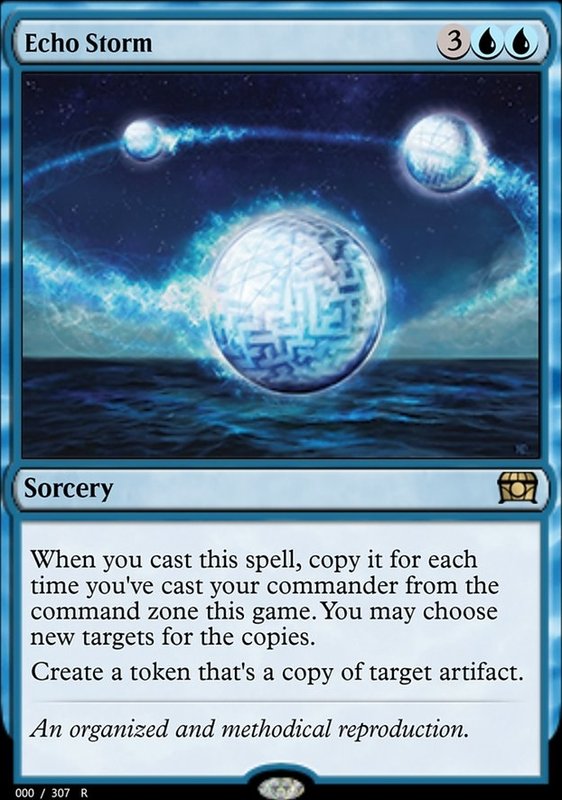 Echo Storm
3
Sorcery
When you cast this spell, copy it for each
time you've cast your commander from the
command zone this game. You may choose
new targets for the copies.
Create a token that's a copy of target artifact.
An organized and methodical reproduction.
000 / 307 R